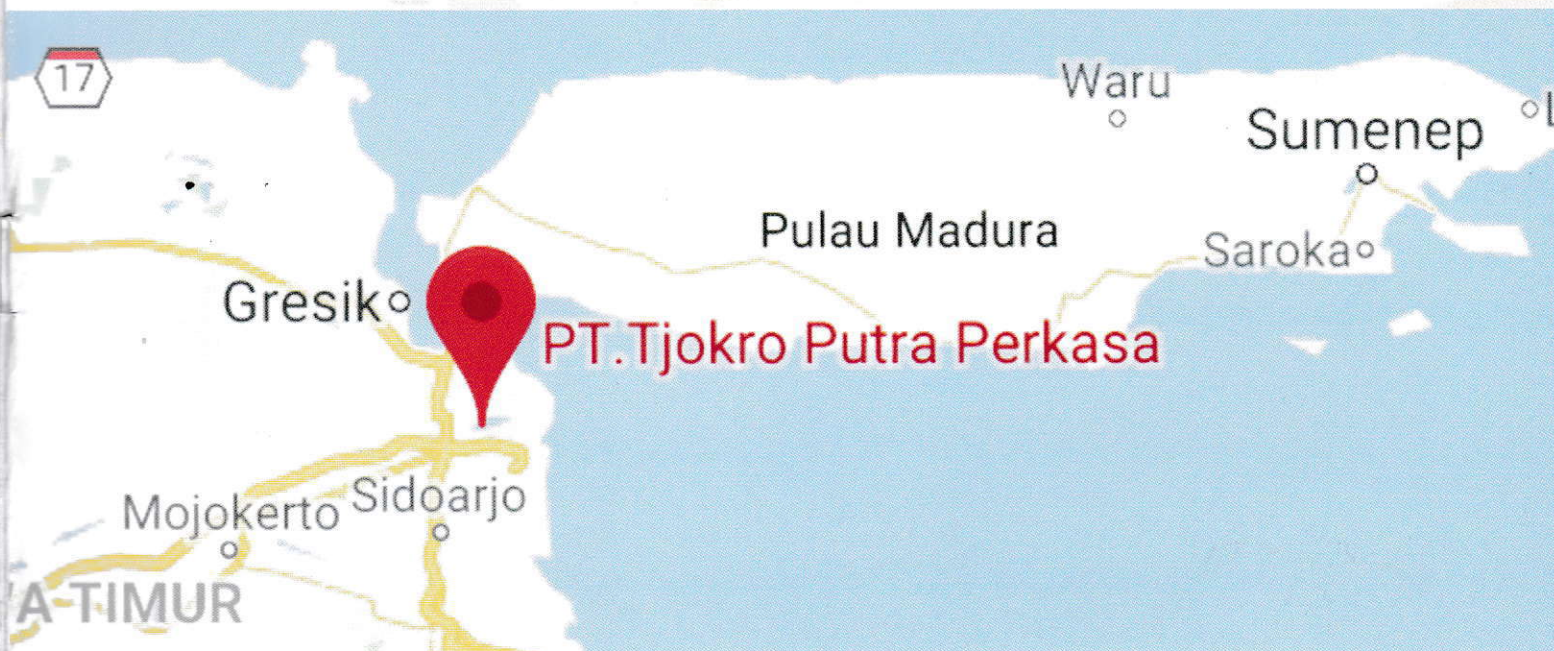 17
Waru
Sumenep
Pulau Madura
Saroka
Gresik
PT.Tjokro Putra Perkasa
Sidoarjo
Mojokerto
A TIMUR